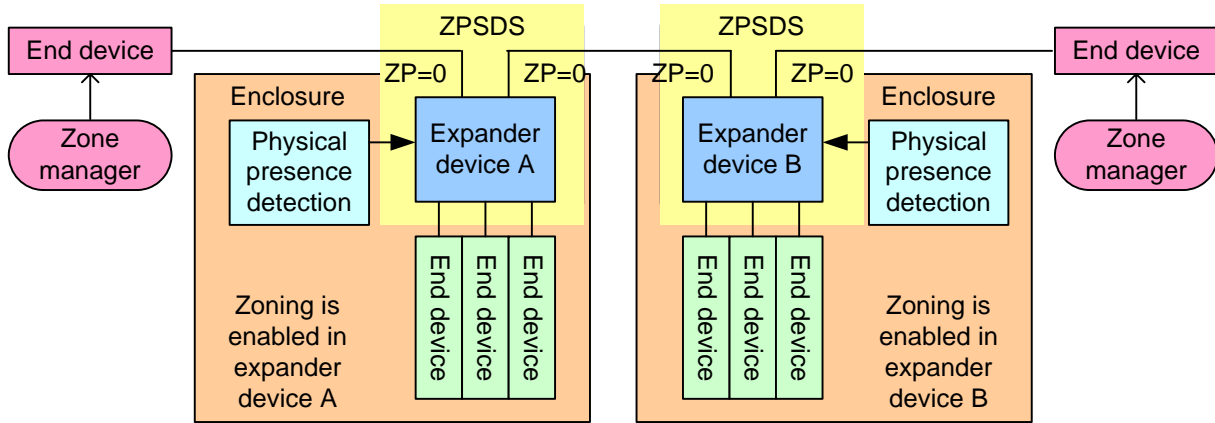 ZPSDS
ZPSDS
End device
End device
ZP=0
ZP=0
ZP=0
ZP=0
Enclosure
Enclosure
Zone
manager
Physical
presence
detection
Expander
device A
Expander
device B
Physical
presence
detection
Zone
manager
End device
End device
End device
End device
End device
End device
Zoning is
enabled in
expander
device A
Zoning is
enabled in
expander
device B